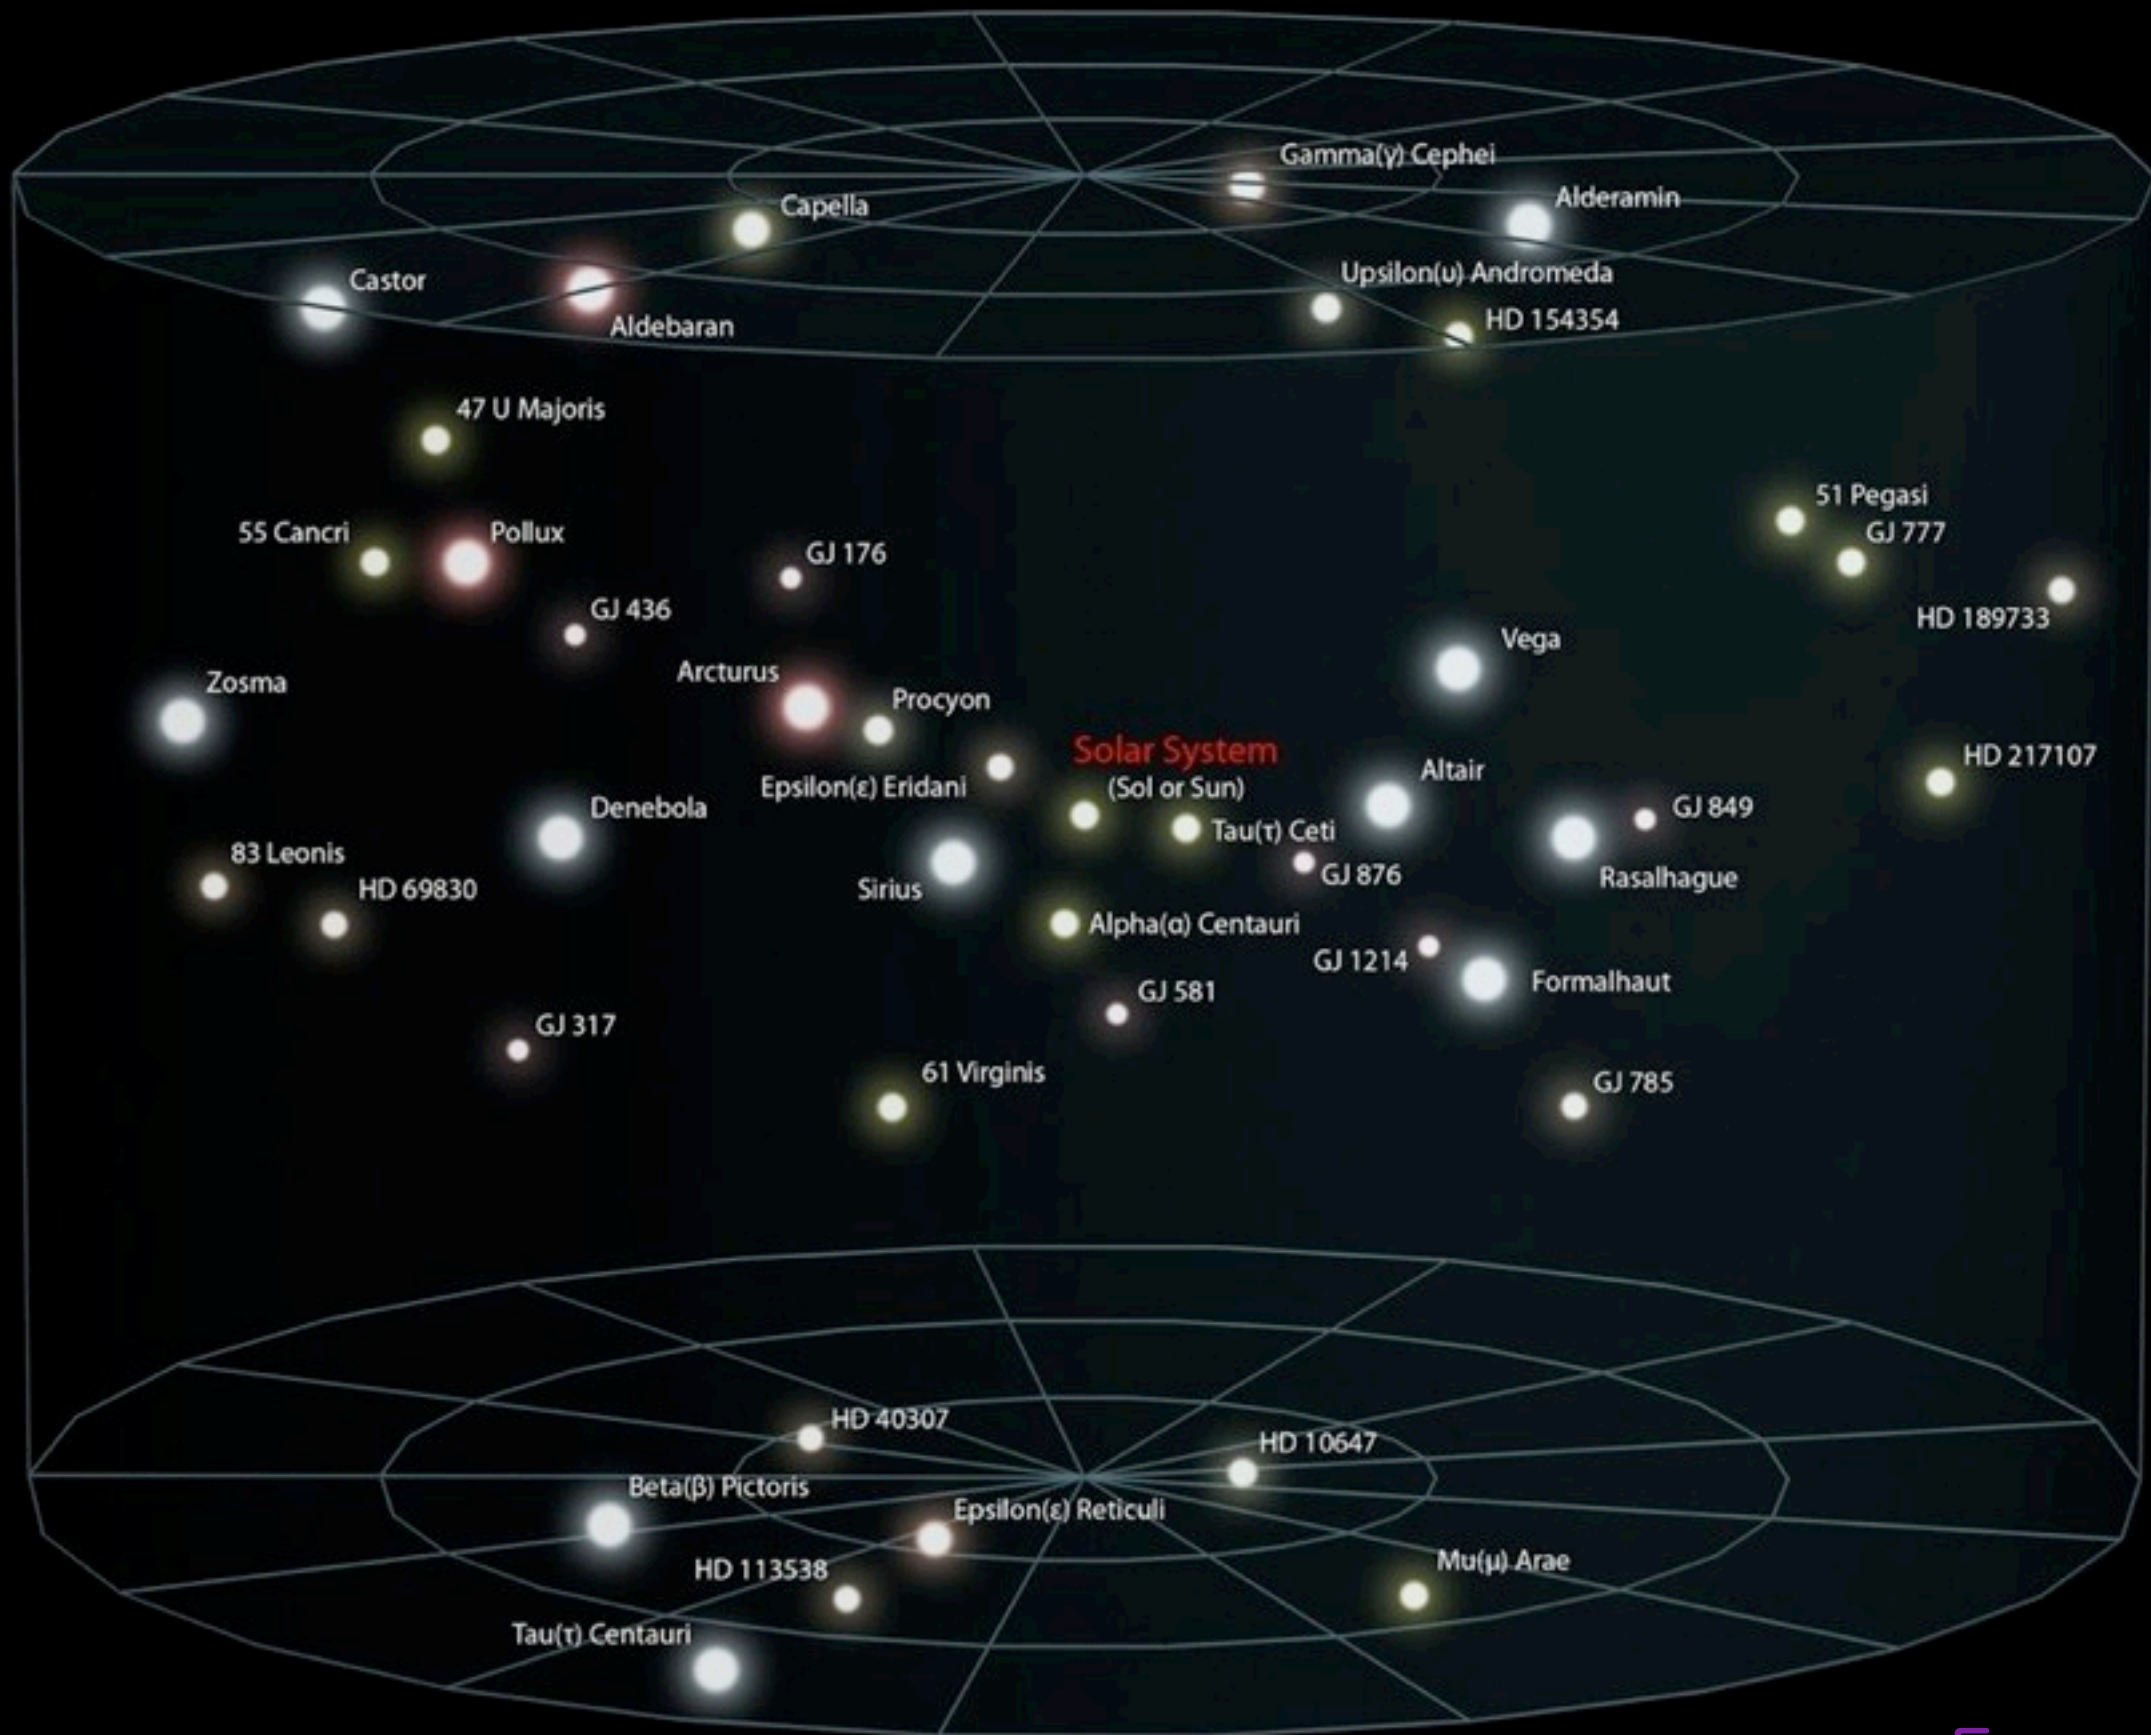 Gamma(γ) Cephei
Alderamin
Capella
Castor
Upsilon(υ) Andromeda
Aldebaran
HD 154354
47 U Majoris
51 Pegasi
55 Cancri
Pollux
GJ 777
GJ 176
GJ 436
HD 189733
Vega
Arcturus
Zosma
Procyon
Solar System
HD 217107
Altair
Epsilon(ε) Eridani
(Sol or Sun)
Denebola
GJ 849
Tau(τ) Ceti
83 Leonis
GJ 876
Rasalhague
HD 69830
Sirius
Alpha(α) Centauri
GJ 1214
Formalhaut
GJ 581
GJ 317
61 Virginis
GJ 785
HD 40307
HD 10647
Beta(β) Pictoris
Epsilon(ε) Reticuli
Mu(μ) Arae
HD 113538
Tau(τ) Centauri